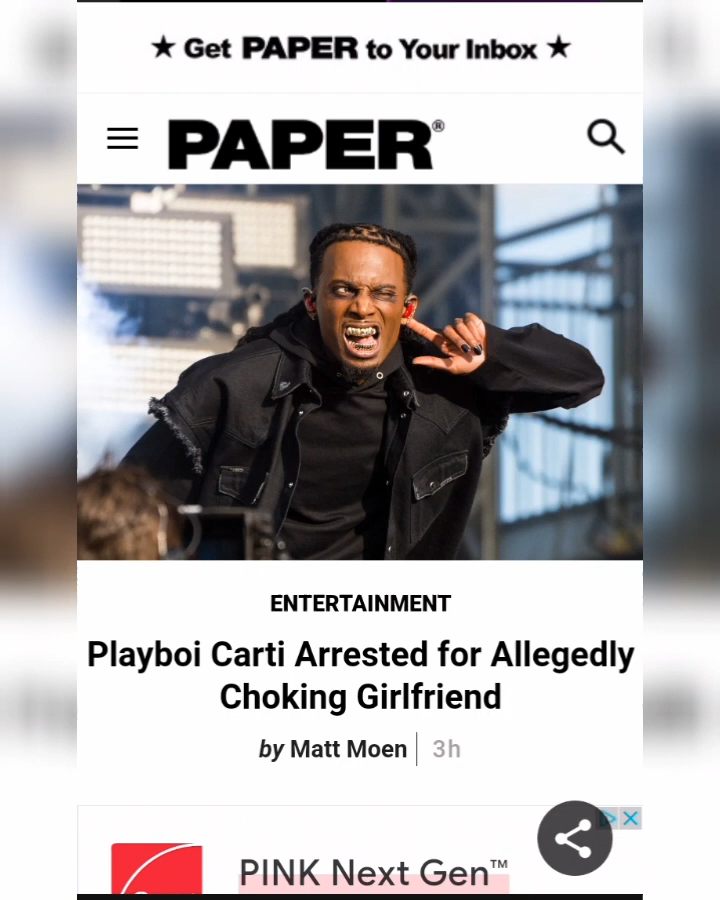 ★ Get PAPER to Your Inbox ★
PAPER®
ENTERTAINMENT
Playboi Carti Arrested for Allegedly
Choking Girlfriend
by Matt Moen | 3h
PINK Next Gen™